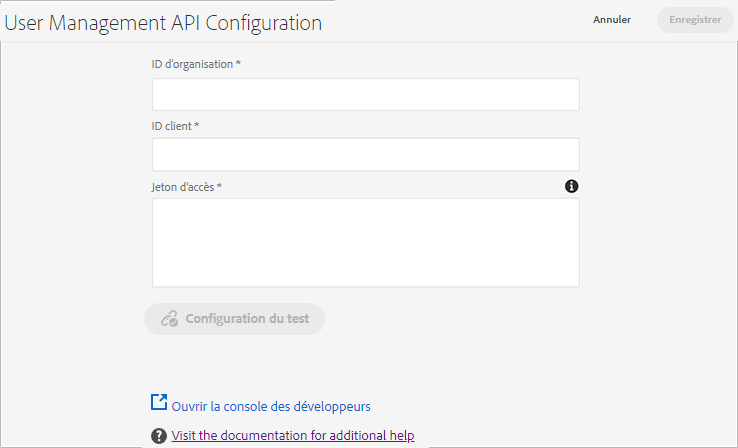 User Management API Configuration
Annuler
Enregistrer
ID d'organisation *
ID client *
Jeton d'accès *
Configuration du test
Ouvrir la console des développeurs
Visit the documentation for additional help